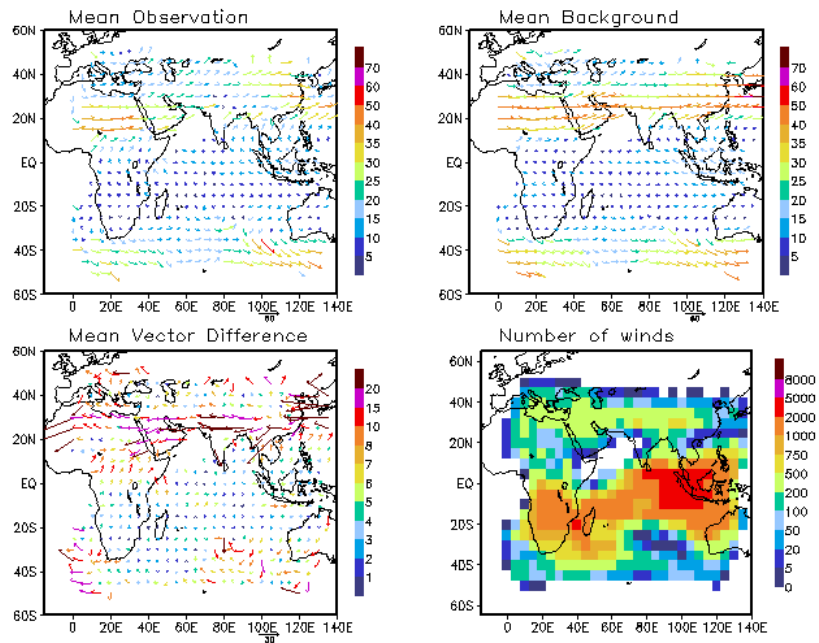 Mean Observation
60N
40N
20N
EQ
20S
40S
60S
0 20E 40E 60E 80E 100E 120E 140E
70
60
50
40
35
30
25
20
15
10
5
Mean Background
60N
40N
20N
EQ
20S
40S
60S
0 20E 40E 60E 80E 100E 120E 140E
70
60
50
40
35
30
25
20
15
10
5
Mean Vector Difference
60N
40N
20N
EQ
20S
40S
60S
0 20E 40E 60E 80E 100E 120E 140E
30
20
15
10
8
7
6
5
4
3
2
1
Number of winds
60N
40N
20N
EQ
20S
40S
60S
0 20E 40E 60E 80E 100E 120E 140E
8000
5000
2000
1000
750
500
200
100
50
20
5
0